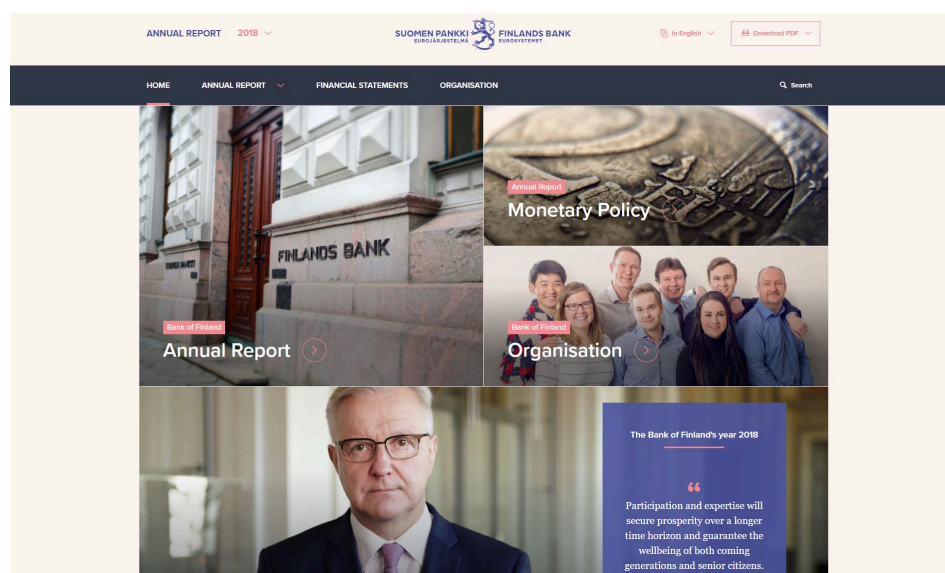 ANNUAL REPORT 2018
SUOMEN PANKKI
EUROJÄRJESTELMÄ
FINLANDS BANK
EUROSYSTEMET
In English
Download PDF
HOME
ANNUAL REPORT
FINANCIAL STATEMENTS
ORGANISATION
Search
FINLANDS BANK
Bank of Finland
Annual Report
Annual Report
Monetary Policy
Bank of Finland
Organisation
The Bank of Finland's year 2018
“
Participation and expertise will
secure prosperity over a longer
time horizon and guarantee the
wellbeing of both coming
generations and senior citizens.